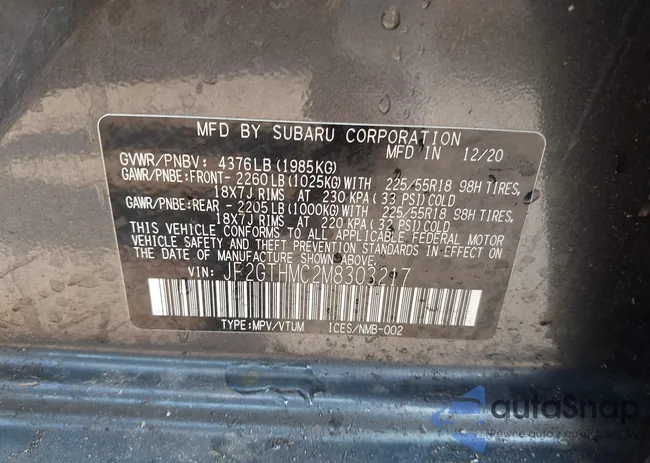 MFD BY SUBARU CORPORATION
GVWR/PNBV: 4376LB(1985KG) MFD IN 12/20
GAWR/PNBE:FRONT- 2260LB(1025KG)WITH 225/55R18 98H TIRES,
18X7J RIMS AT 230 KPA( 33 PSI)COLD
GAWR/PNBE:REAR - 2205LB(1000KG)WITH 225/55R18 98H TIRES,
18X7J RIMS AT 220 KPA( 32 PSI)COLD
THIS VEHICLE CONFORMS TO ALL APPLICABLE FEDERAL MOTOR
VEHICLE SAFETY AND THEFT PREVENTION STANDARDS IN EFFECT ON
THE DATE OF MANUFACTURE SHOWN ABOVE.
VIN: JF2GTHMC2M8303217
TYPE:MPV/VTUM ICES/NMB-002
autoSnap